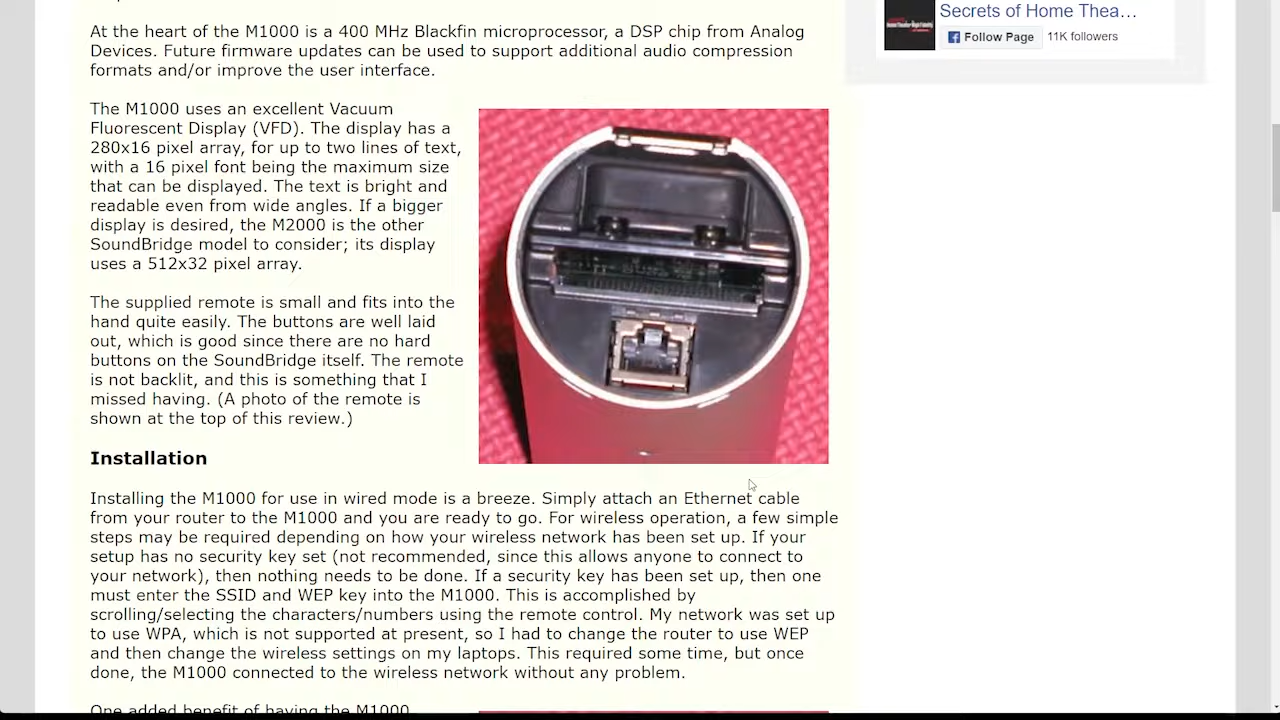 Secrets of Home Thea...
Follow Page 11K followers
At the heart of the M1000 is a 400 MHz Blackfin microprocessor, a DSP chip from Analog
Devices. Future firmware updates can be used to support additional audio compression
formats and/or improve the user interface.
The M1000 uses an excellent Vacuum
Fluorescent Display (VFD). The display has a
280x16 pixel array, for up to two lines of text,
with a 16 pixel font being the maximum size
that can be displayed. The text is bright and
readable even from wide angles. If a bigger
display is desired, the M2000 is the other
SoundBridge model to consider; its display
uses a 512x32 pixel array.
The supplied remote is small and fits into the
hand quite easily. The buttons are well laid
out, which is good since there are no hard
buttons on the SoundBridge itself. The remote
is not backlit, and this is something that I
missed having. (A photo of the remote is
shown at the top of this review.)
Installation
Installing the M1000 for use in wired mode is a breeze. Simply attach an Ethernet cable
from your router to the M1000 and you are ready to go. For wireless operation, a few simple
steps may be required depending on how your wireless network has been set up. If your
setup has no security key set (not recommended, since this allows anyone to connect to
your network), then nothing needs to be done. If a security key has been set up, then one
must enter the SSID and WEP key into the M1000. This is accomplished by
scrolling/selecting the characters/numbers using the remote control. My network was set up
to use WPA, which is not supported at present, so I had to change the router to use WEP
and then change the wireless settings on my laptops. This required some time, but once
done, the M1000 connected to the wireless network without any problem.
One added benefit of having the M1000